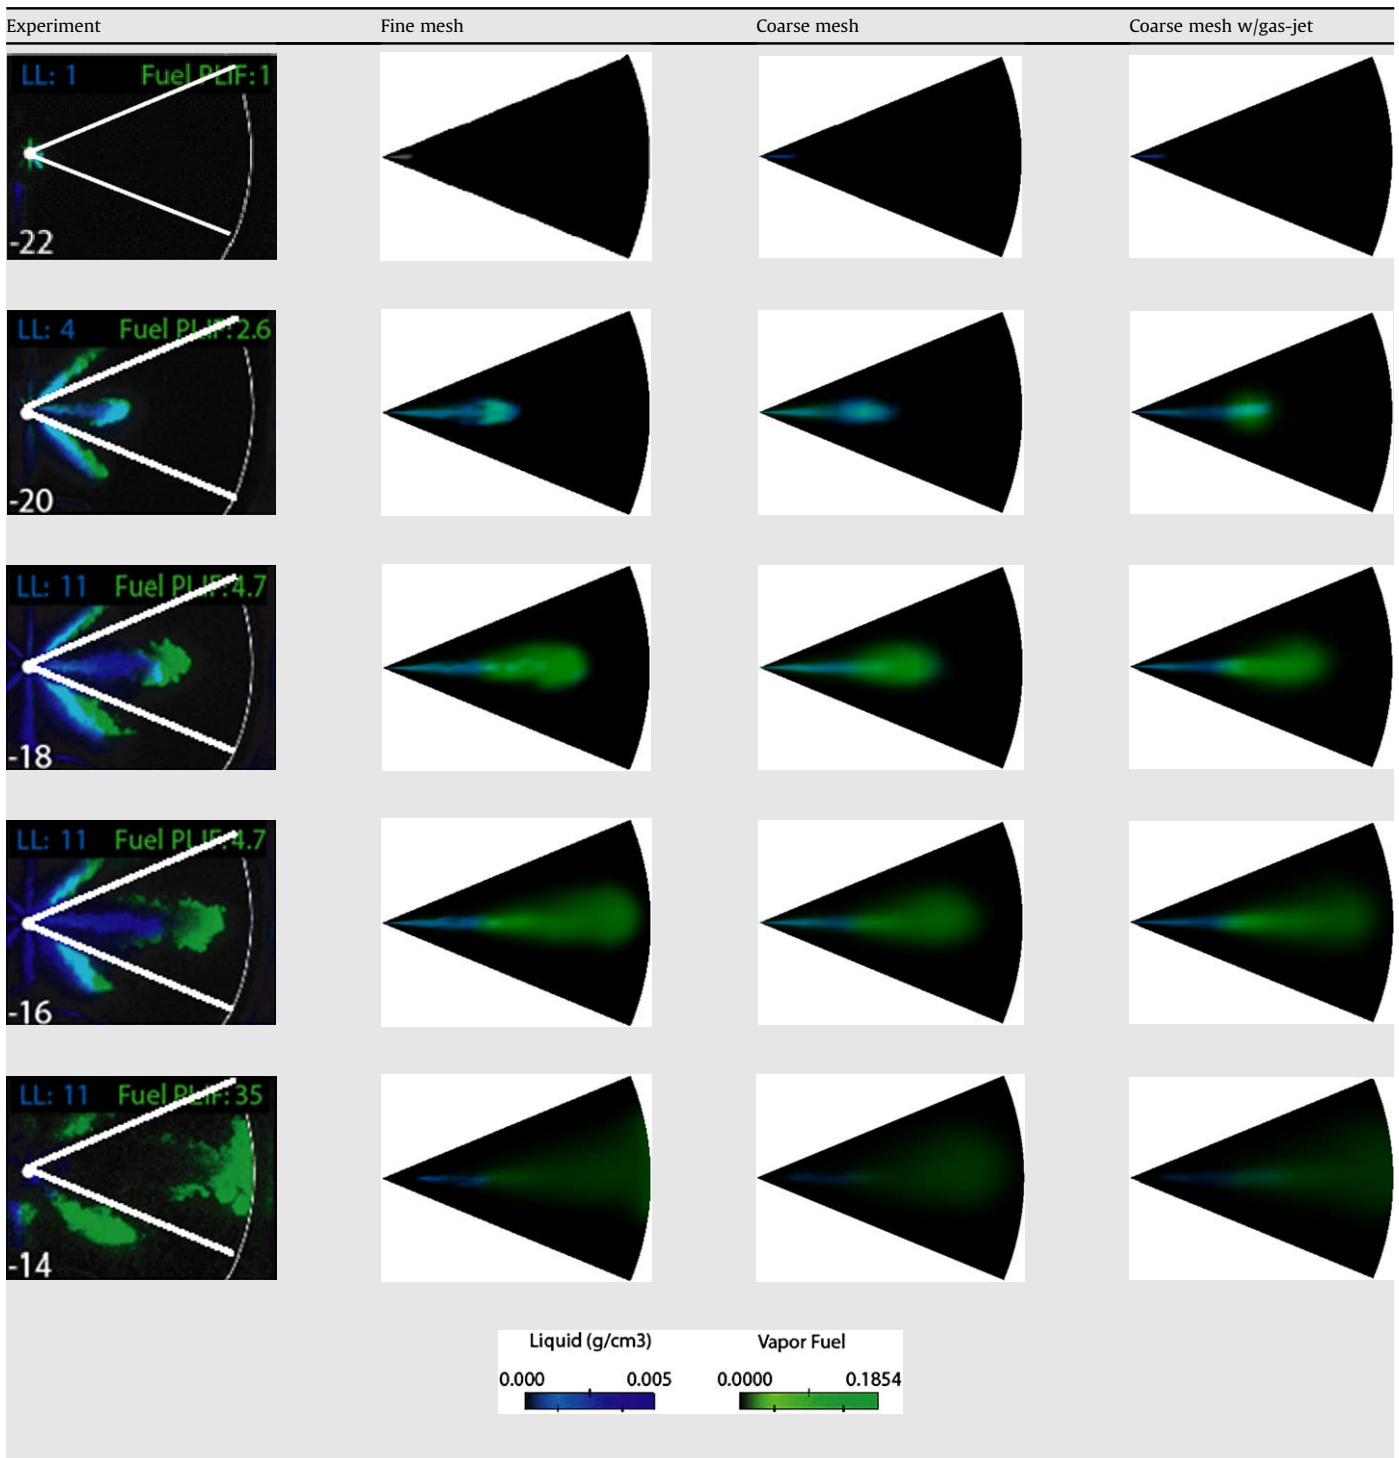 Experiment Fine mesh Coarse mesh Coarse mesh w/gas-jet
LL: 1 Fuel PLIF: 1
-22
LL: 4 Fuel PLIF: 2.6
-20
LL: 11 Fuel PLIF: 4.7
-18
LL: 11 Fuel PLIF: 4.7
-16
LL: 11 Fuel PLIF: 35
-14
Liquid (g/cm3) Vapor Fuel
0.000 0.005 0.0000 0.1854